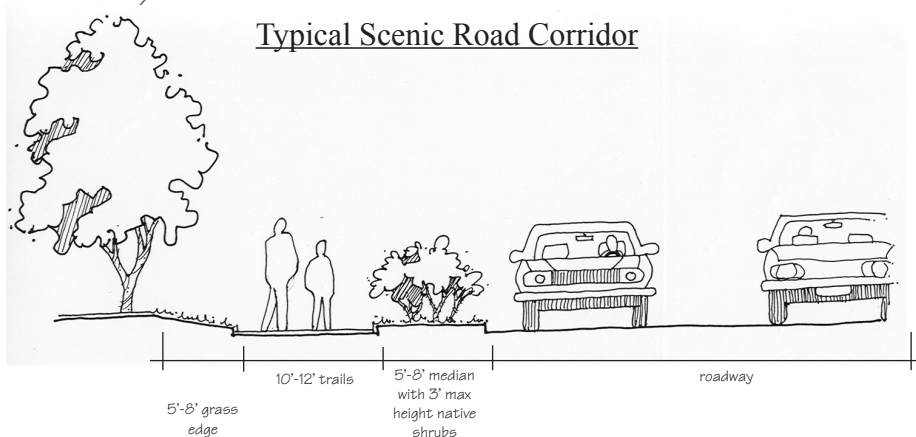 Typical Scenic Road Corridor
5'-8' grass
edge
10'-12' trails
5'-8' median
with 3' max
height native
shrubs
roadway